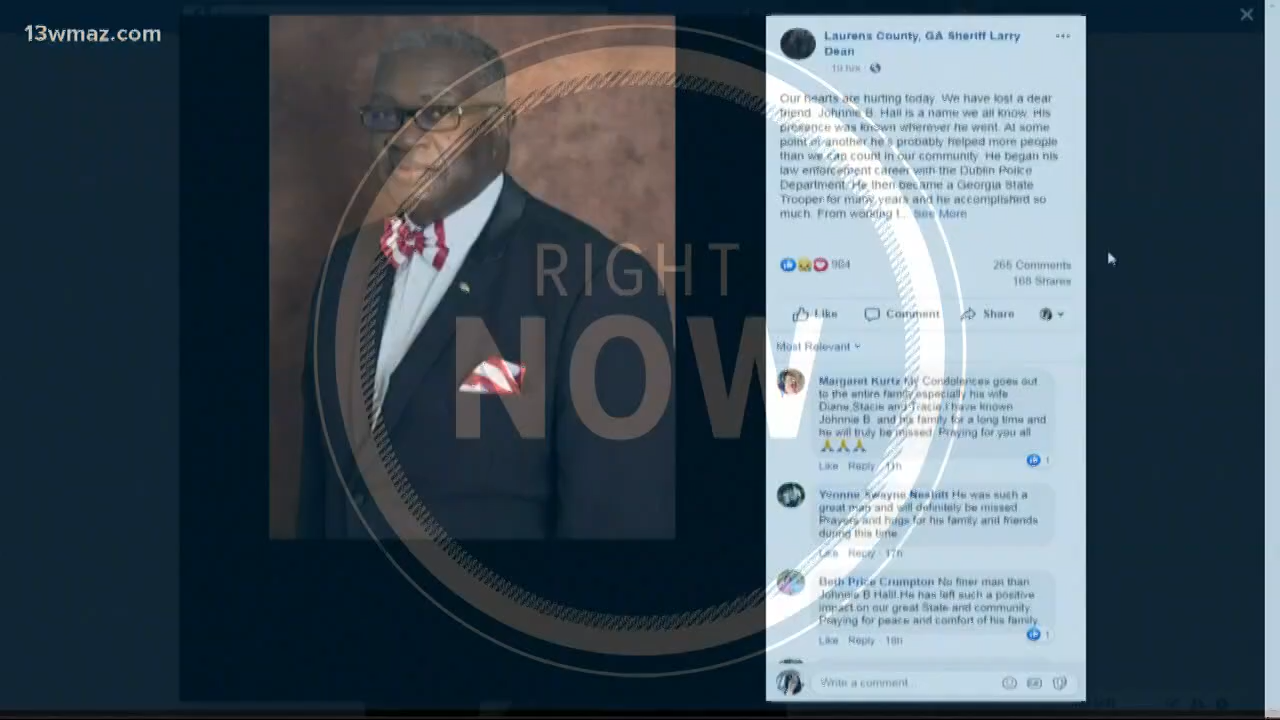 13wmaz.com
RIGHT
NOW
Laurens County, GA Sheriff Larry
Dean
19 hrs
Our hearts are hurting today. We have lost a dear
friend. Johnnie B. Hall is a name we all know. His
presence was known wherever he went. At some
point or another he's probably helped more people
than we can count in our community. He began his
law enforcement career with the Dublin Police
Department. He then became a Georgia State
Trooper for many years and he accomplished so
much. From working t... See More
984
265 Comments
168 Shares
Like Comment Share
Most Relevant
Margaret Kurtz My Condolences goes out
to the entire family especially his wife
Diane,Stacie and Tracie.I have known
Johnnie B. and his family for a long time and
he will truly be missed. Praying for you all
🙏🙏🙏
1
Like Reply 11h
Yvonne Kwayne Nesbitt He was such a
great man and will definitely be missed
Prayers and hugs for his family and friends
during this time
Like Reply 17h
Beth Price Crumpton No finer man than
Johnnie B Hall!.He has left such a positive
impact on our great State and community.
Praying for peace and comfort of his family.
1
Like Reply 18h
Write a comment...